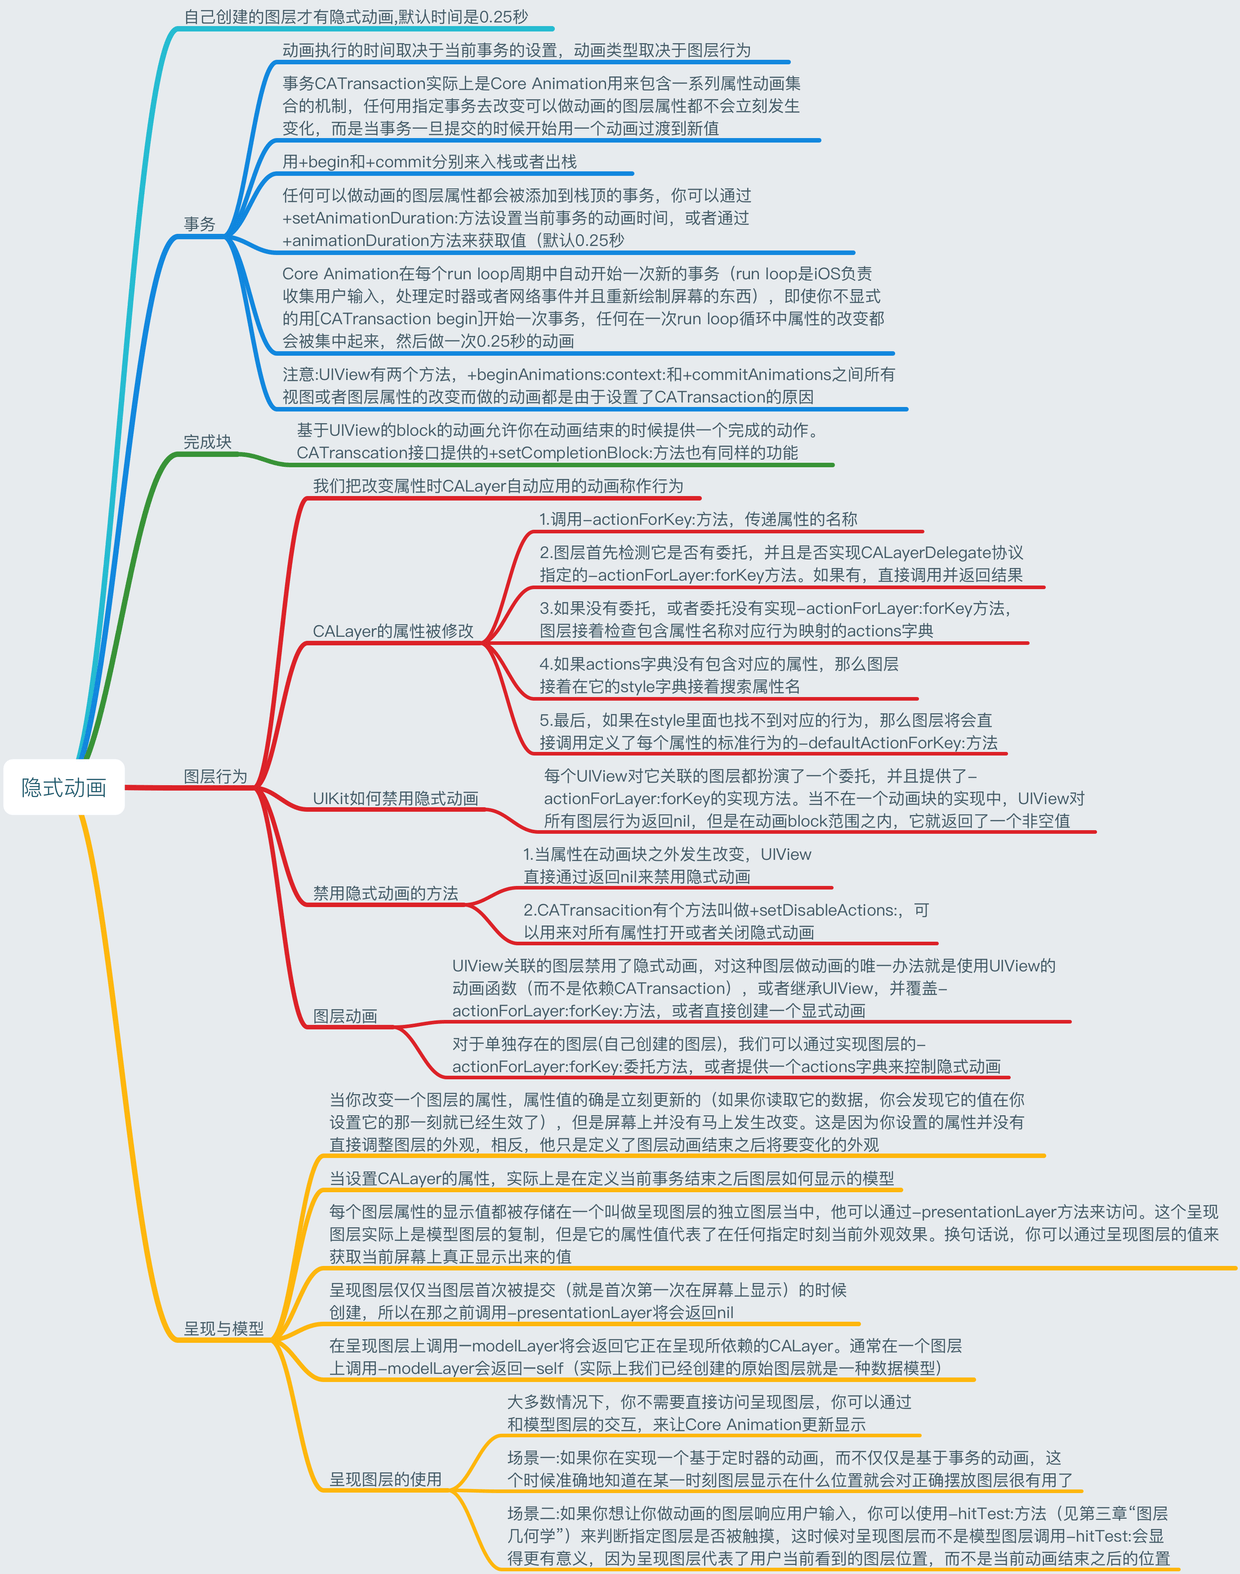 自己创建的图层才有隐式动画,默认时间是0.25秒
动画执行的时间取决于当前事务的设置，动画类型取决于图层行为
事务CATransaction实际上是Core Animation用来包含一系列属性动画集
合的机制，任何用指定事务去改变可以做动画的图层属性都不会立刻发生
变化，而是当事务一旦提交的时候开始用一个动画过渡到新值
用+begin和+commit分别来入栈或者出栈
事务
任何可以做动画的图层属性都会被添加到栈顶的事务，你可以通过
+setAnimationDuration:方法设置当前事务的动画时间，或者通过
+animationDuration方法来获取值（默认0.25秒
Core Animation在每个run loop周期中自动开始一次新的事务（run loop是iOS负责
收集用户输入，处理定时器或者网络事件并且重新绘制屏幕的东西），即使你不显式
的用[CATransaction begin]开始一次事务，任何在一次run loop循环中属性的改变都
会被集中起来，然后做一次0.25秒的动画
注意:UIView有两个方法，+beginAnimations:context:和+commitAnimations之间所有
视图或者图层属性的改变而做的动画都是由于设置了CATransaction的原因
完成块
基于UIView的block的动画允许你在动画结束的时候提供一个完成的动作。
CATranscation接口提供的+setCompletionBlock:方法也有同样的功能
我们把改变属性时CALayer自动应用的动画称作行为
1.调用-actionForKey:方法，传递属性的名称
2.图层首先检测它是否有委托，并且是否实现CALayerDelegate协议
指定的-actionForLayer:forKey方法。如果有，直接调用并返回结果
CALayer的属性被修改
3.如果没有委托，或者委托没有实现-actionForLayer:forKey方法，
图层接着检查包含属性名称对应行为映射的actions字典
4.如果actions字典没有包含对应的属性，那么图层
接着在它的style字典接着搜索属性名
5.最后，如果在style里面也找不到对应的行为，那么图层将会直
接调用定义了每个属性的标准行为的-defaultActionForKey:方法
隐式动画
图层行为
UIKit如何禁用隐式动画
每个UIView对它关联的图层都扮演了一个委托，并且提供了-
actionForLayer:forKey的实现方法。当不在一个动画块的实现中，UIView对
所有图层行为返回nil，但是在动画block范围之内，它就返回了一个非空值
禁用隐式动画的方法
1.当属性在动画块之外发生改变，UIView
直接通过返回nil来禁用隐式动画
2.CATransacition有个方法叫做+setDisableActions:，可
以用来对所有属性打开或者关闭隐式动画
图层动画
UIView关联的图层禁用了隐式动画，对这种图层做动画的唯一办法就是使用UIView的
动画函数（而不是依赖CATransaction），或者继承UIView，并覆盖-
actionForLayer:forKey:方法，或者直接创建一个显式动画
对于单独存在的图层(自己创建的图层)，我们可以通过实现图层的-
actionForLayer:forKey:委托方法，或者提供一个actions字典来控制隐式动画
当你改变一个图层的属性，属性值的确是立刻更新的（如果你读取它的数据，你会发现它的值在你
设置它的那一刻就已经生效了），但是屏幕上并没有马上发生改变。这是因为你设置的属性并没有
直接调整图层的外观，相反，他只是定义了图层动画结束之后将要变化的外观
当设置CALayer的属性，实际上是在定义当前事务结束之后图层如何显示的模型
每个图层属性的显示值都被存储在一个叫做呈现图层的独立图层当中，他可以通过-presentationLayer方法来访问。这个呈现
图层实际上是模型图层的复制，但是它的属性值代表了在任何指定时刻当前外观效果。换句话说，你可以通过呈现图层的值来
获取当前屏幕上真正显示出来的值
呈现图层仅仅当图层首次被提交（就是首次第一次在屏幕上显示）的时候
创建，所以在那之前调用-presentationLayer将会返回nil
呈现与模型
在呈现图层上调用—modelLayer将会返回它正在呈现所依赖的CALayer。通常在一个图层
上调用-modelLayer会返回—self（实际上我们已经创建的原始图层就是一种数据模型）
呈现图层的使用
大多数情况下，你不需要直接访问呈现图层，你可以通过
和模型图层的交互，来让Core Animation更新显示
场景一:如果你在实现一个基于定时器的动画，而不仅仅是基于事务的动画，这
个时候准确地知道在某一时刻图层显示在什么位置就会对正确摆放图层很有用了
场景二:如果你想让你做动画的图层响应用户输入，你可以使用-hitTest:方法（见第三章“图层
几何学”）来判断指定图层是否被触摸，这时候对呈现图层而不是模型图层调用-hitTest:会显
得更有意义，因为呈现图层代表了用户当前看到的图层位置，而不是当前动画结束之后的位置